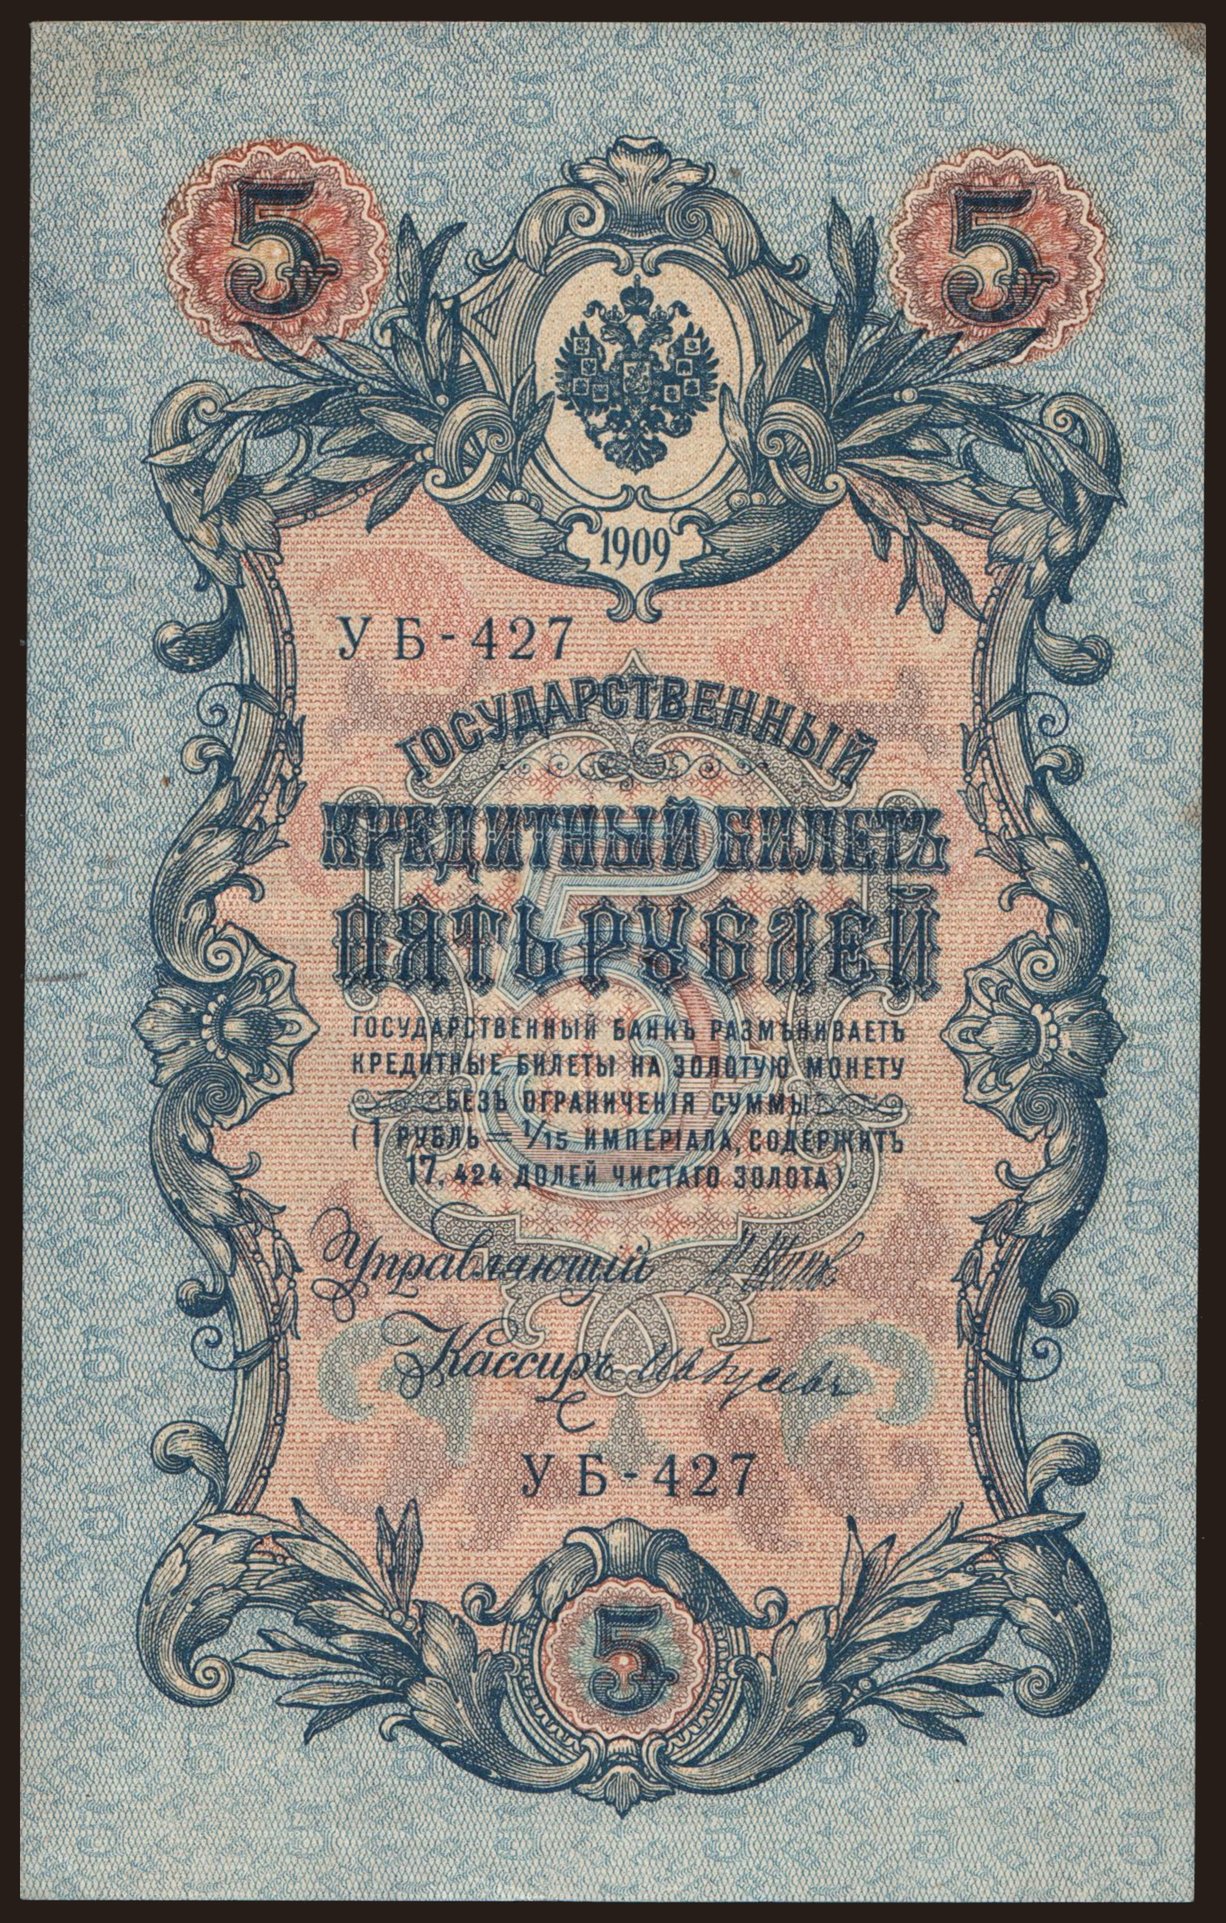 5 5
1909
УБ-427
ГОСУДАРСТВЕННЫЙ
КРЕДИТНЫЙ БИЛЕТЪ
ПЯТЬ РУБЛЕЙ
ГОСУДАРСТВЕННЫЙ БАНКЪ РАЗМѢНИВАЕТЪ
КРЕДИТНЫЕ БИЛЕТЫ НА ЗОЛОТУЮ МОНЕТУ
БЕЗЪ ОГРАНИЧЕНІЯ СУММЫ
(1 РУБЛЬ = 1/15 ИМПЕРІАЛА, СОДЕРЖИТЪ
17,424 ДОЛЕЙ ЧИСТАГО ЗОЛОТА).
Управляющій
Кассиръ
УБ-427
5